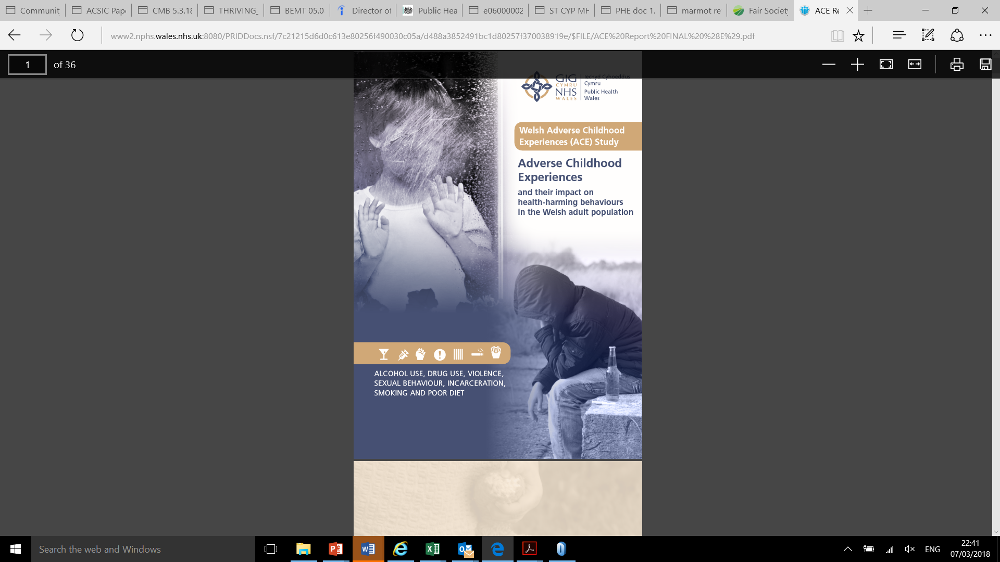 Communit
ACSIC Pape
CMB 5.3.18
THRIVING_
BEMT 05.0
Director of
Public Hea
e06000002
ST CYP MH
PHE doc 1.
marmot re
Fair Society
ACE Re
www2.nphs.wales.nhs.uk:8080/PRIDDocs.nsf/7c21215d6d0c613e80256f490030c05a/d488a3852491bc1d80257f370038919e/$FILE/ACE%20Report%20FINAL%20%28E%29.pdf
1 of 36
GIG
CYMRU
NHS
WALES
Iechyd Cyhoeddus
Cymru
Public Health
Wales
Welsh Adverse Childhood
Experiences (ACE) Study
Adverse Childhood
Experiences
and their impact on
health-harming behaviours
in the Welsh adult population
ALCOHOL USE, DRUG USE, VIOLENCE,
SEXUAL BEHAVIOUR, INCARCERATION,
SMOKING AND POOR DIET
Search the web and Windows
ENG
22:41
07/03/2018